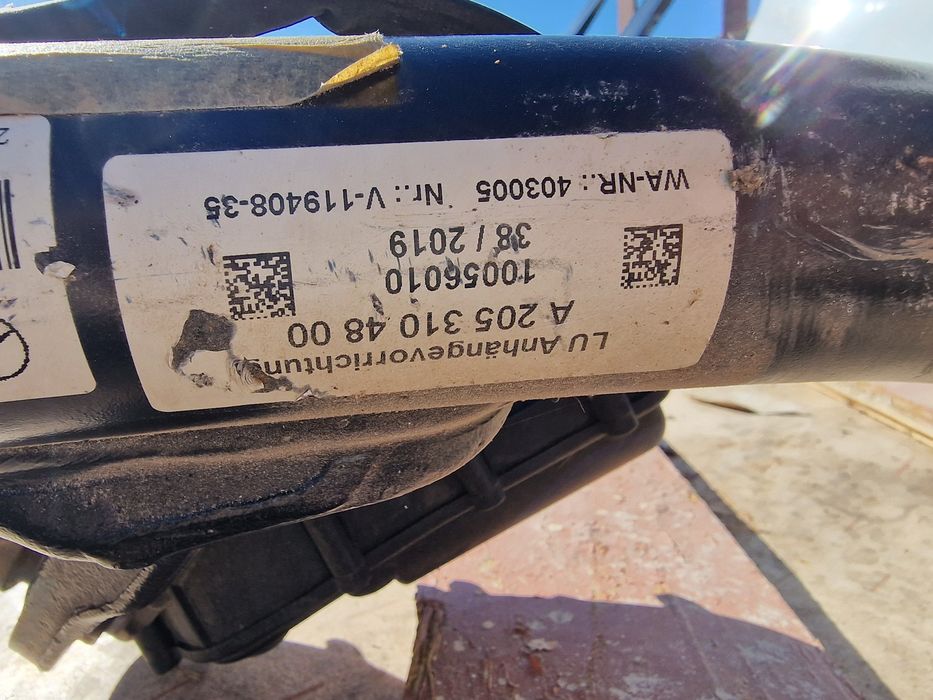 LU Anhängevorrichtung
A 205 310 48 00
10056010
38 / 2019
WA-NR.: 403005 Nr.: V-119408-35